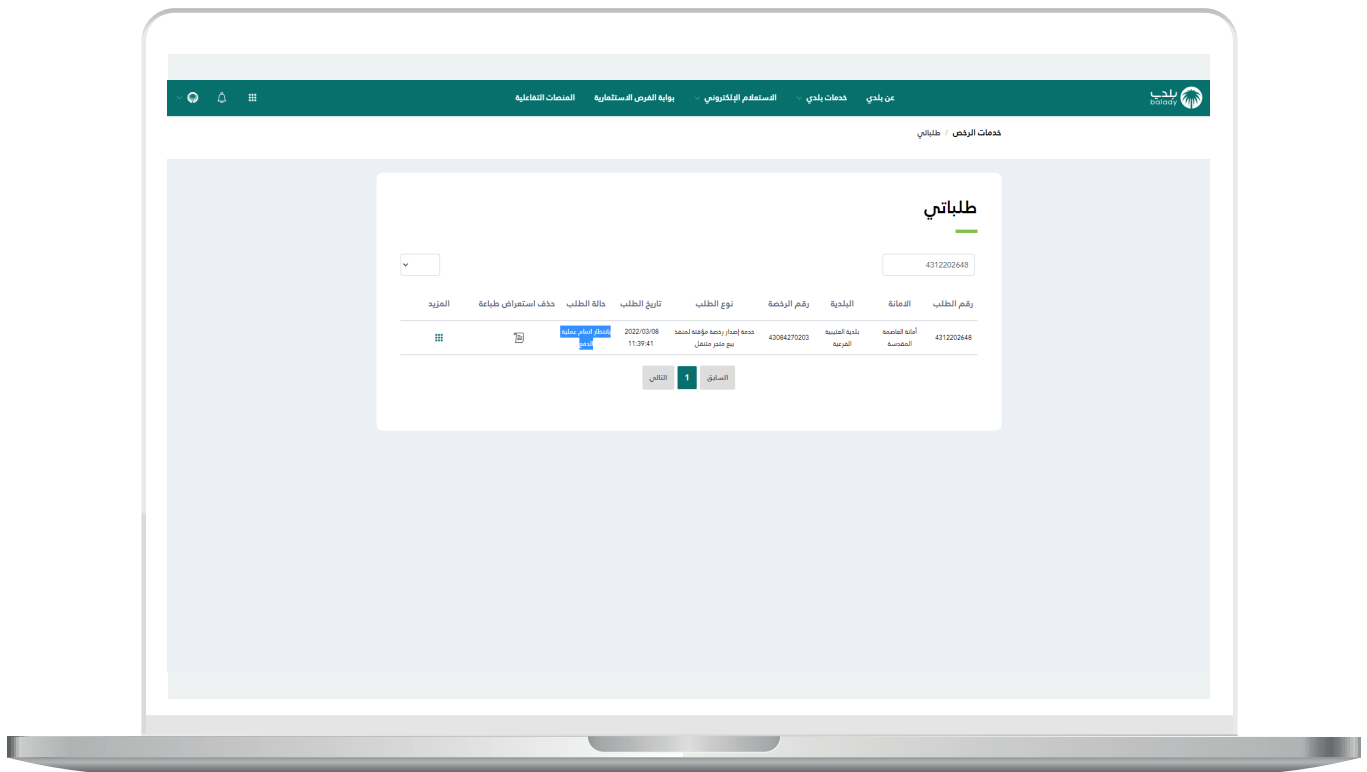 بلدي
balady
عن بلدي
خدمات بلدي
الاستعلام الإلكتروني
بوابة الفرص الاستثمارية
المنصات التفاعلية
خدمات الرخص / طلباتي
طلباتي
4312202648
رقم الطلب الامانة البلدية رقم الرخصة نوع الطلب تاريخ الطلب حالة الطلب حذف استعراض طباعة المزيد
4312202648
أمانة العاصمة
المقدسة
بلدية العتيبية
الفرعية
43084270203
خدمة إصدار رخصة مؤقتة لمنفذ
بيع متجر متنقل
2022/03/08
11:39:41
بانتظار اتمام عملية
الدفع
السابق 1 التالي